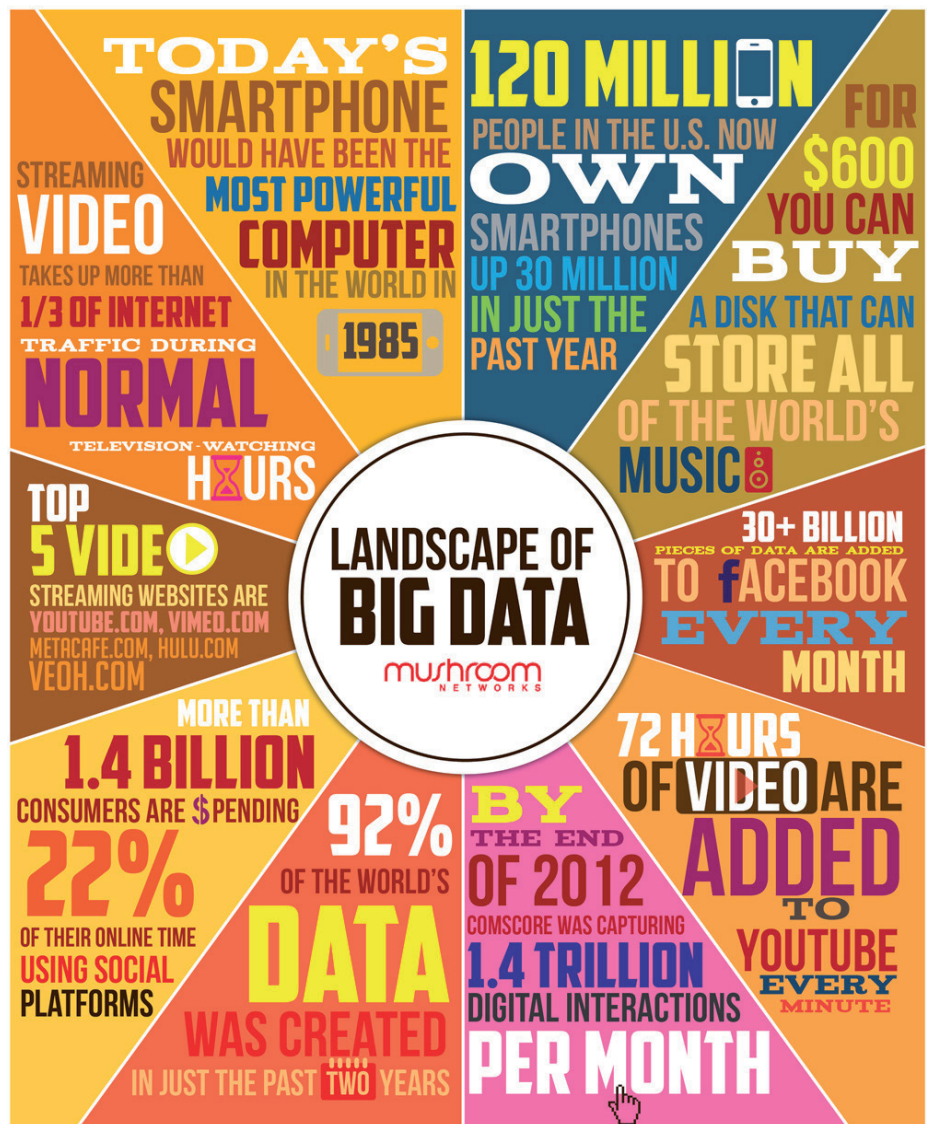 TODAY'S
SMARTPHONE
WOULD HAVE BEEN THE
MOST POWERFUL
COMPUTER
IN THE WORLD IN
1985
120 MILLION
PEOPLE IN THE U.S. NOW
OWN
SMARTPHONES
UP 30 MILLION
IN JUST THE
PAST YEAR
FOR
$600
YOU CAN
BUY
A DISK THAT CAN
STORE ALL
OF THE WORLD'S
MUSIC
30+ BILLION
PIECES OF DATA ARE ADDED
TO fACEBOOK
EVERY
MONTH
72 HOURS
OF VIDEO ARE
ADDED
TO
YOUTUBE
EVERY
MINUTE
BY
THE END
OF 2012
COMSCORE WAS CAPTURING
1.4 TRILLION
DIGITAL INTERACTIONS
PER MONTH
92%
OF THE WORLD'S
DATA
WAS CREATED
IN JUST THE PAST TWO YEARS
MORE THAN
1.4 BILLION
CONSUMERS ARE $PENDING
22%
OF THEIR ONLINE TIME
USING SOCIAL
PLATFORMS
TOP
5 VIDEO
STREAMING WEBSITES ARE
YOUTUBE.COM, VIMEO.COM
METACAFE.COM, HULU.COM
VEOH.COM
STREAMING
VIDEO
TAKES UP MORE THAN
1/3 OF INTERNET
TRAFFIC DURING
NORMAL
TELEVISION-WATCHING
HOURS
LANDSCAPE OF
BIG DATA
mushroom
NETWORKS